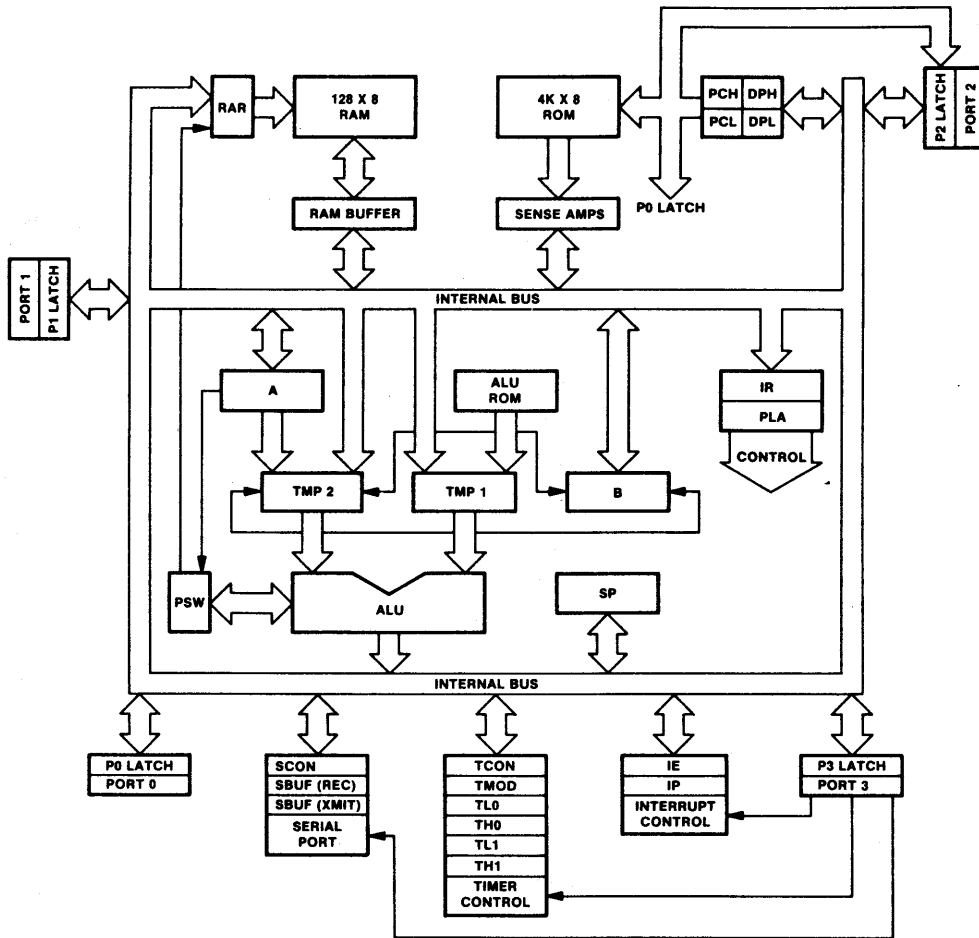 RAR
128 X 8
RAM
4K X 8
ROM
PCH
DPH
PCL
DPL
P2 LATCH
PORT 2
RAM BUFFER
SENSE AMPS
P0 LATCH
PORT 1
P1 LATCH
INTERNAL BUS
A
ALU
ROM
IR
PLA
CONTROL
TMP 2
TMP 1
B
PSW
ALU
SP
INTERNAL BUS
P0 LATCH
PORT 0
SCON
SBUF (REC)
SBUF (XMIT)
SERIAL
PORT
TCON
TMOD
TL0
TH0
TL1
TH1
TIMER
CONTROL
IE
IP
INTERRUPT
CONTROL
P3 LATCH
PORT 3